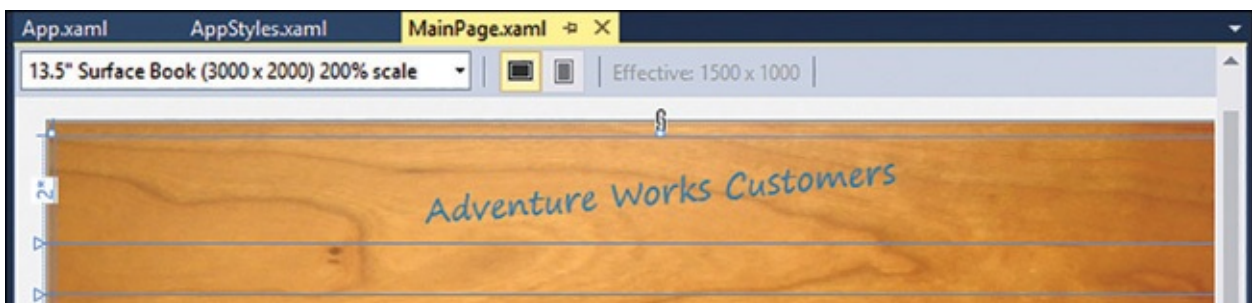 App.xaml AppStyles.xaml MainPage.xaml
13.5" Surface Book (3000 x 2000) 200% scale Effective: 1500 x 1000
2*
Adventure Works Customers